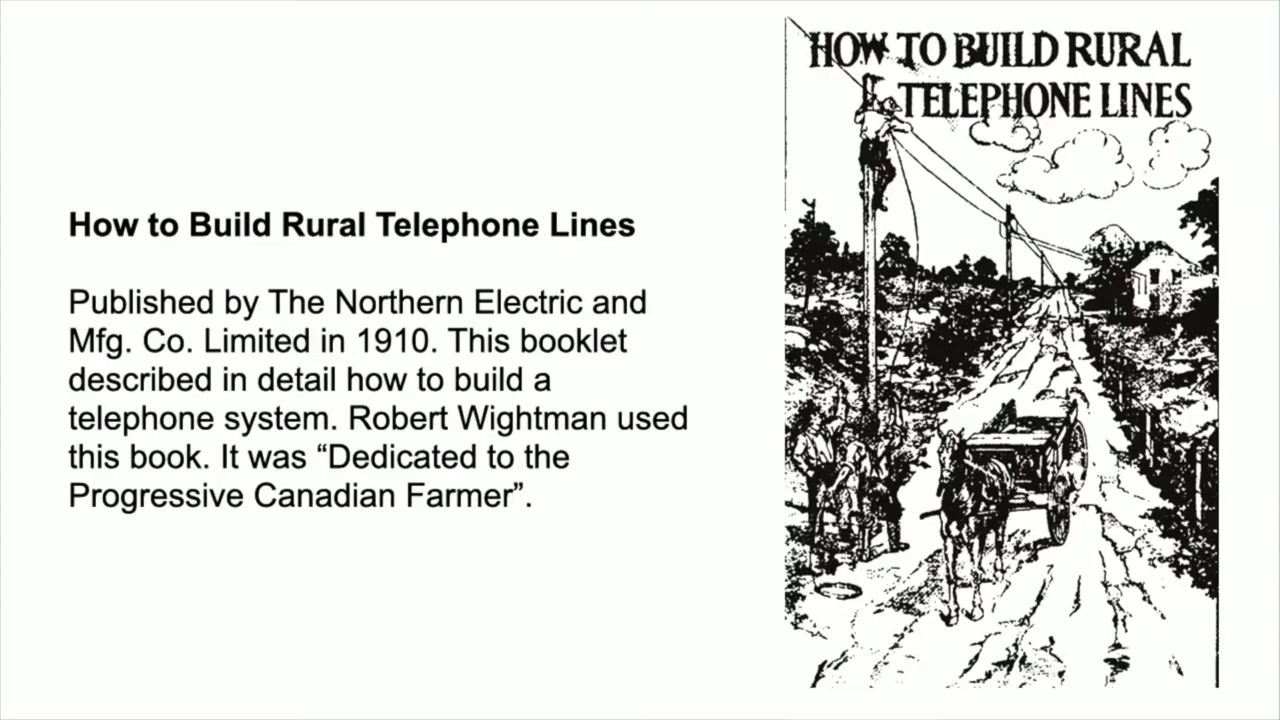 How to Build Rural Telephone Lines
Published by The Northern Electric and
Mfg. Co. Limited in 1910. This booklet
described in detail how to build a
telephone system. Robert Wightman used
this book. It was “Dedicated to the
Progressive Canadian Farmer”.
HOW TO BUILD RURAL
TELEPHONE LINES